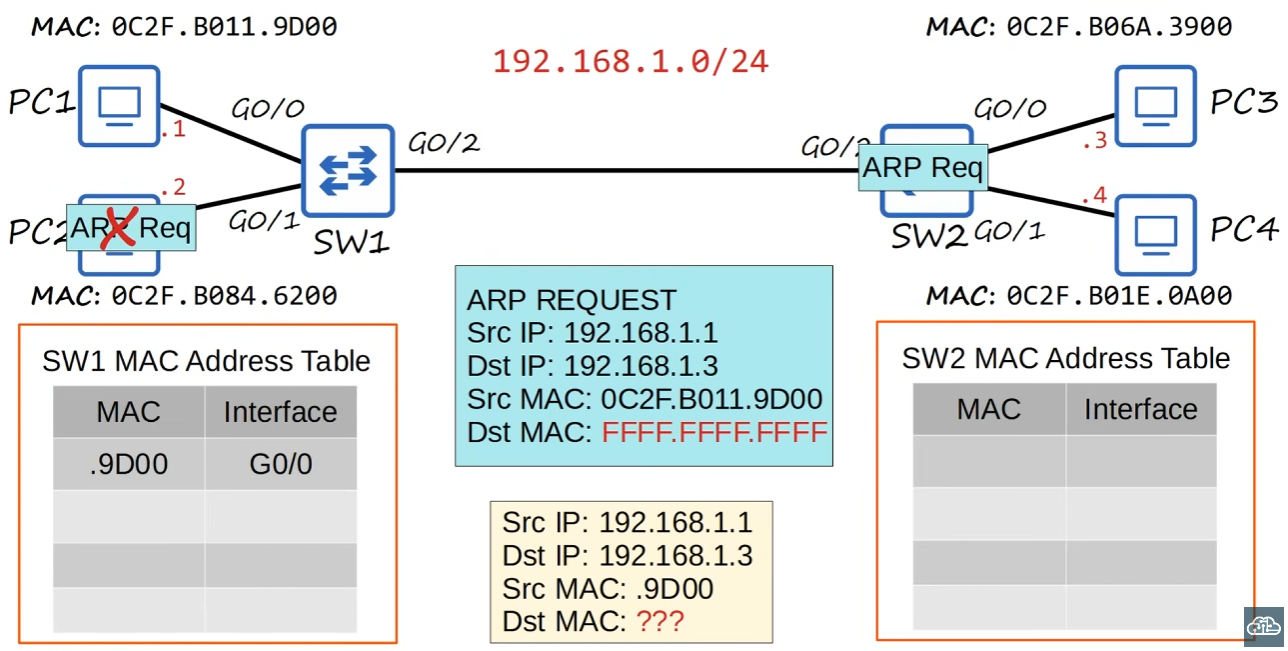 MAC: 0C2F.B011.9D00
MAC: 0C2F.B06A.3900
192.168.1.0/24
PC1
G0/0
.1
G0/2
G0/2
G0/0
PC3
.3
.2
ARP Req
.4
PC2
ARP Req
G0/1
SW1
SW2
G0/1
PC4
MAC: 0C2F.B084.6200
MAC: 0C2F.B01E.0A00
ARP REQUEST
Src IP: 192.168.1.1
Dst IP: 192.168.1.3
Src MAC: 0C2F.B011.9D00
Dst MAC: FFFF.FFFF.FFFF
SW1 MAC Address Table
MAC Interface
.9D00 G0/0
SW2 MAC Address Table
MAC Interface
Src IP: 192.168.1.1
Dst IP: 192.168.1.3
Src MAC: .9D00
Dst MAC: ???